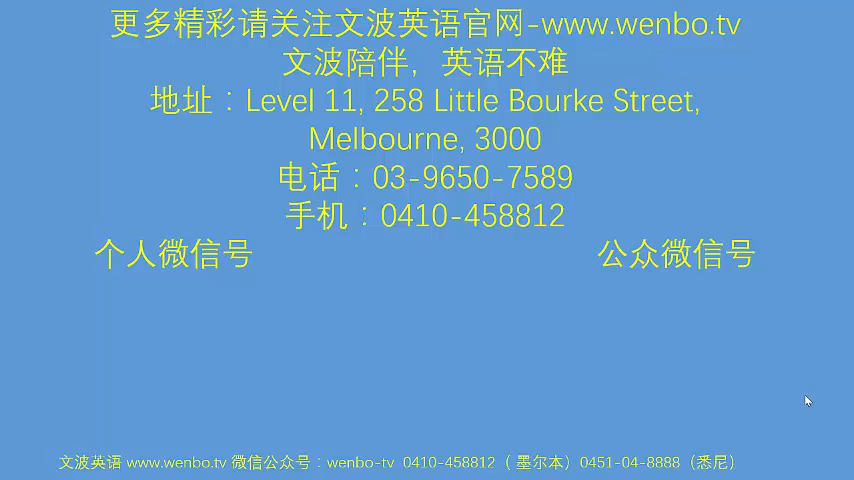 更多精彩请关注文波英语官网-www.wenbo.tv
文波陪伴，英语不难
地址：Level 11, 258 Little Bourke Street,
Melbourne, 3000
电话：03-9650-7589
手机：0410-458812
个人微信号 公众微信号
文波英语 www.wenbo.tv 微信公众号：wenbo-tv 0410-458812（ 墨尔本）0451-04-8888（悉尼）